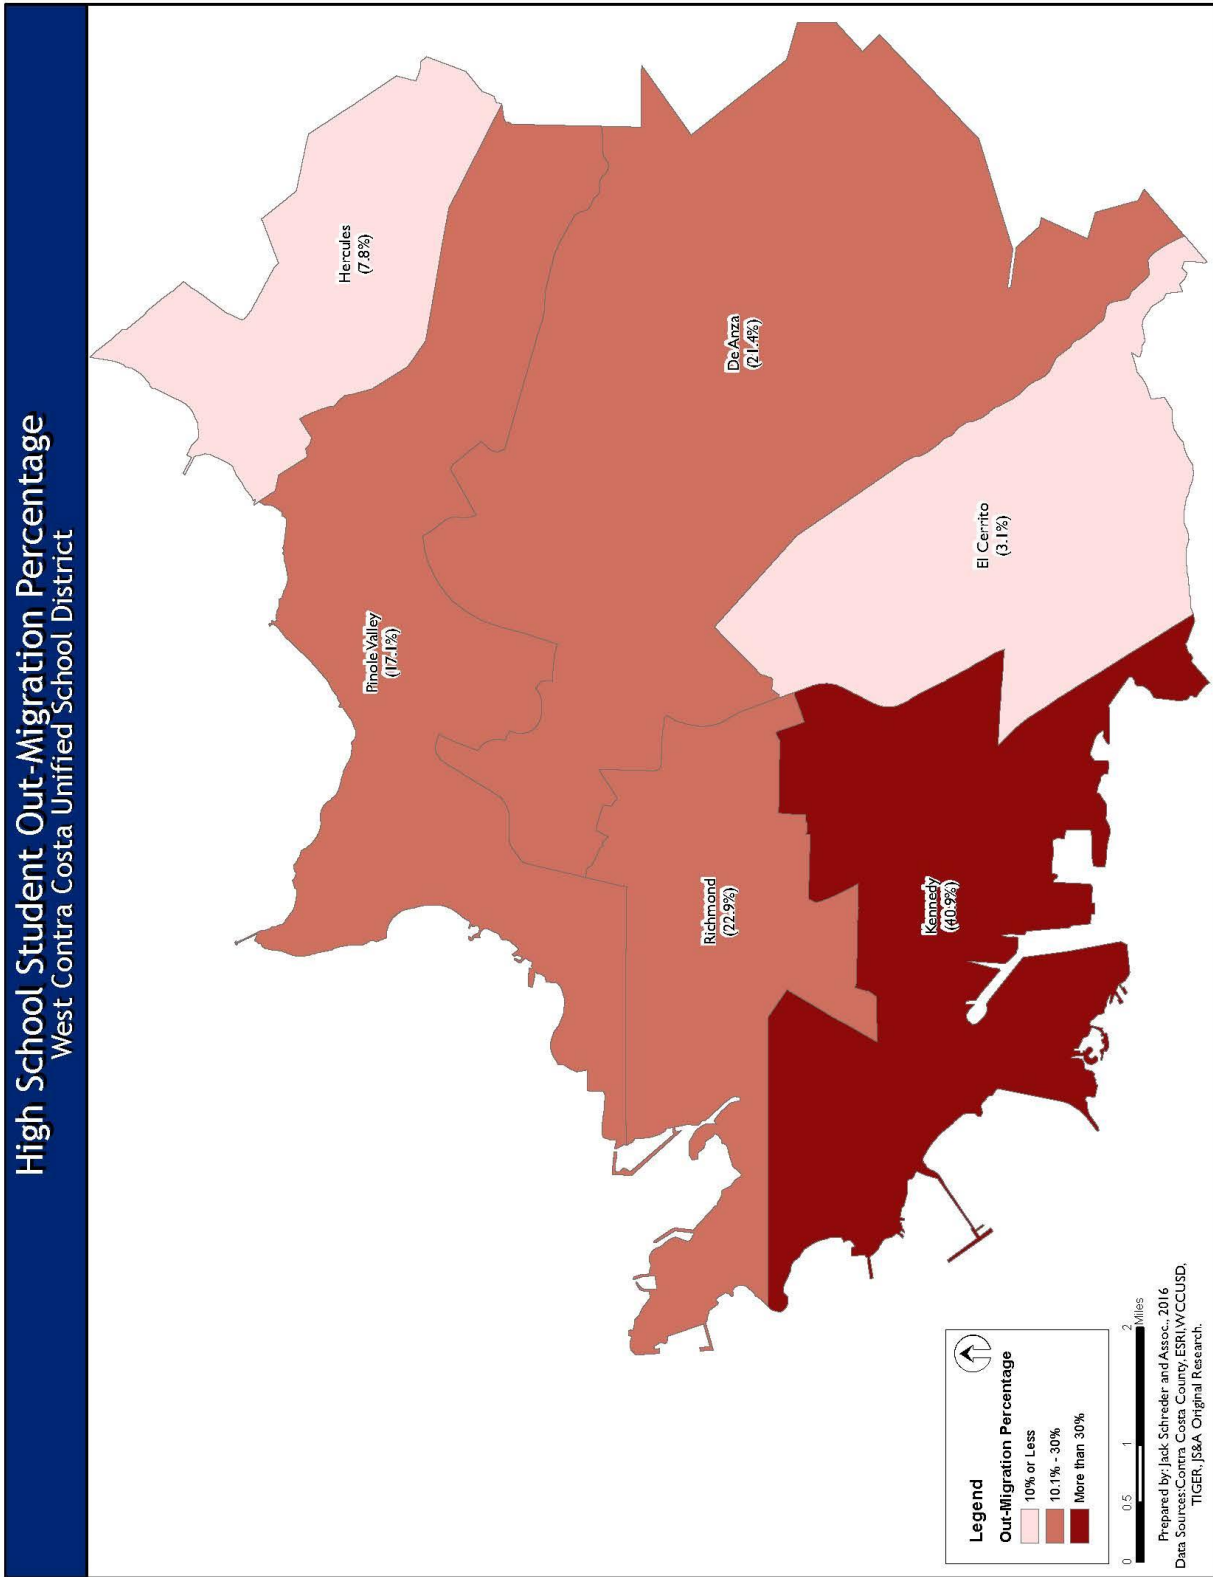 High School Student Out-Migration Percentage
West Contra Costa Unified School District
Hercules
(7.8%)
Pinole Valley
(17.1%)
De Anza
(21.4%)
El Cerrito
(3.1%)
Richmond
(22.9%)
Kennedy
(40.9%)
Legend
Out-Migration Percentage
10% or Less
10.1% - 30%
More than 30%
0 0.5 1 2
Miles
Prepared by: Jack Schreder and Assoc., 2016
Data Sources:Contra Costa County, ESRI,WCCUSD,
TIGER, JS&A Original Research.